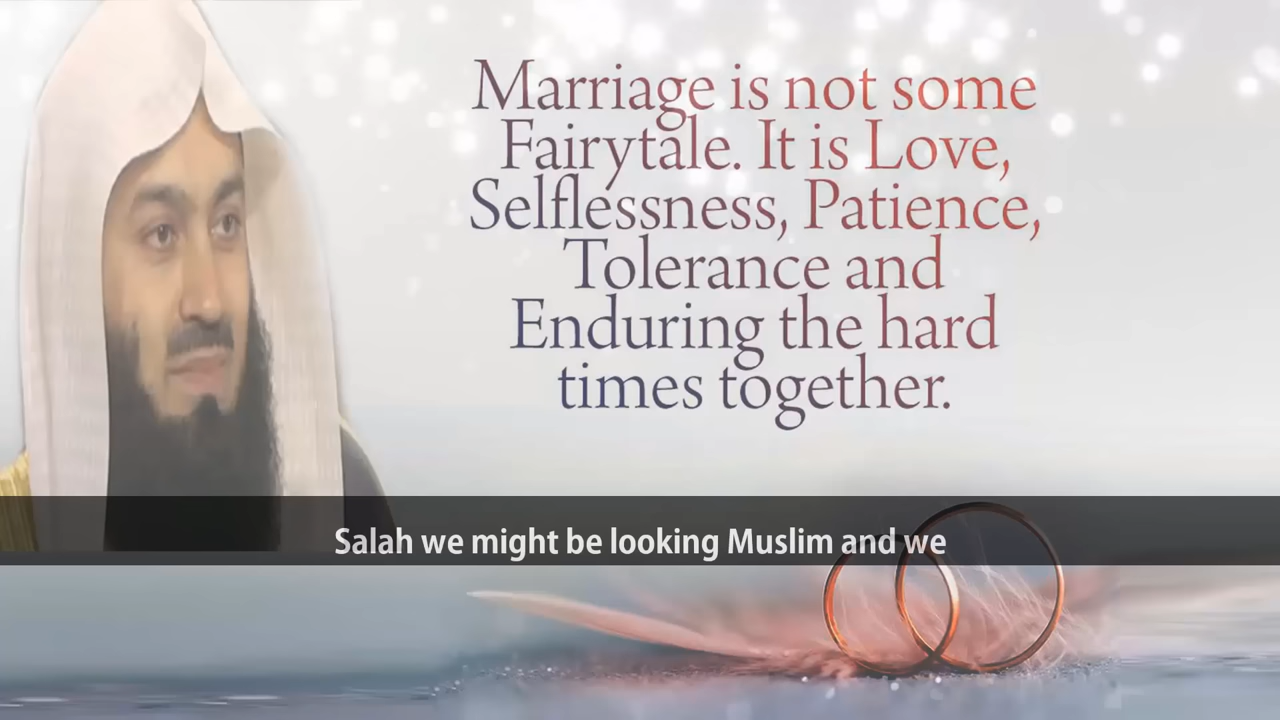 Marriage is not some
Fairytale. It is Love,
Selflessness, Patience,
Tolerance and
Enduring the hard
times together.
Salah we might be looking Muslim and we